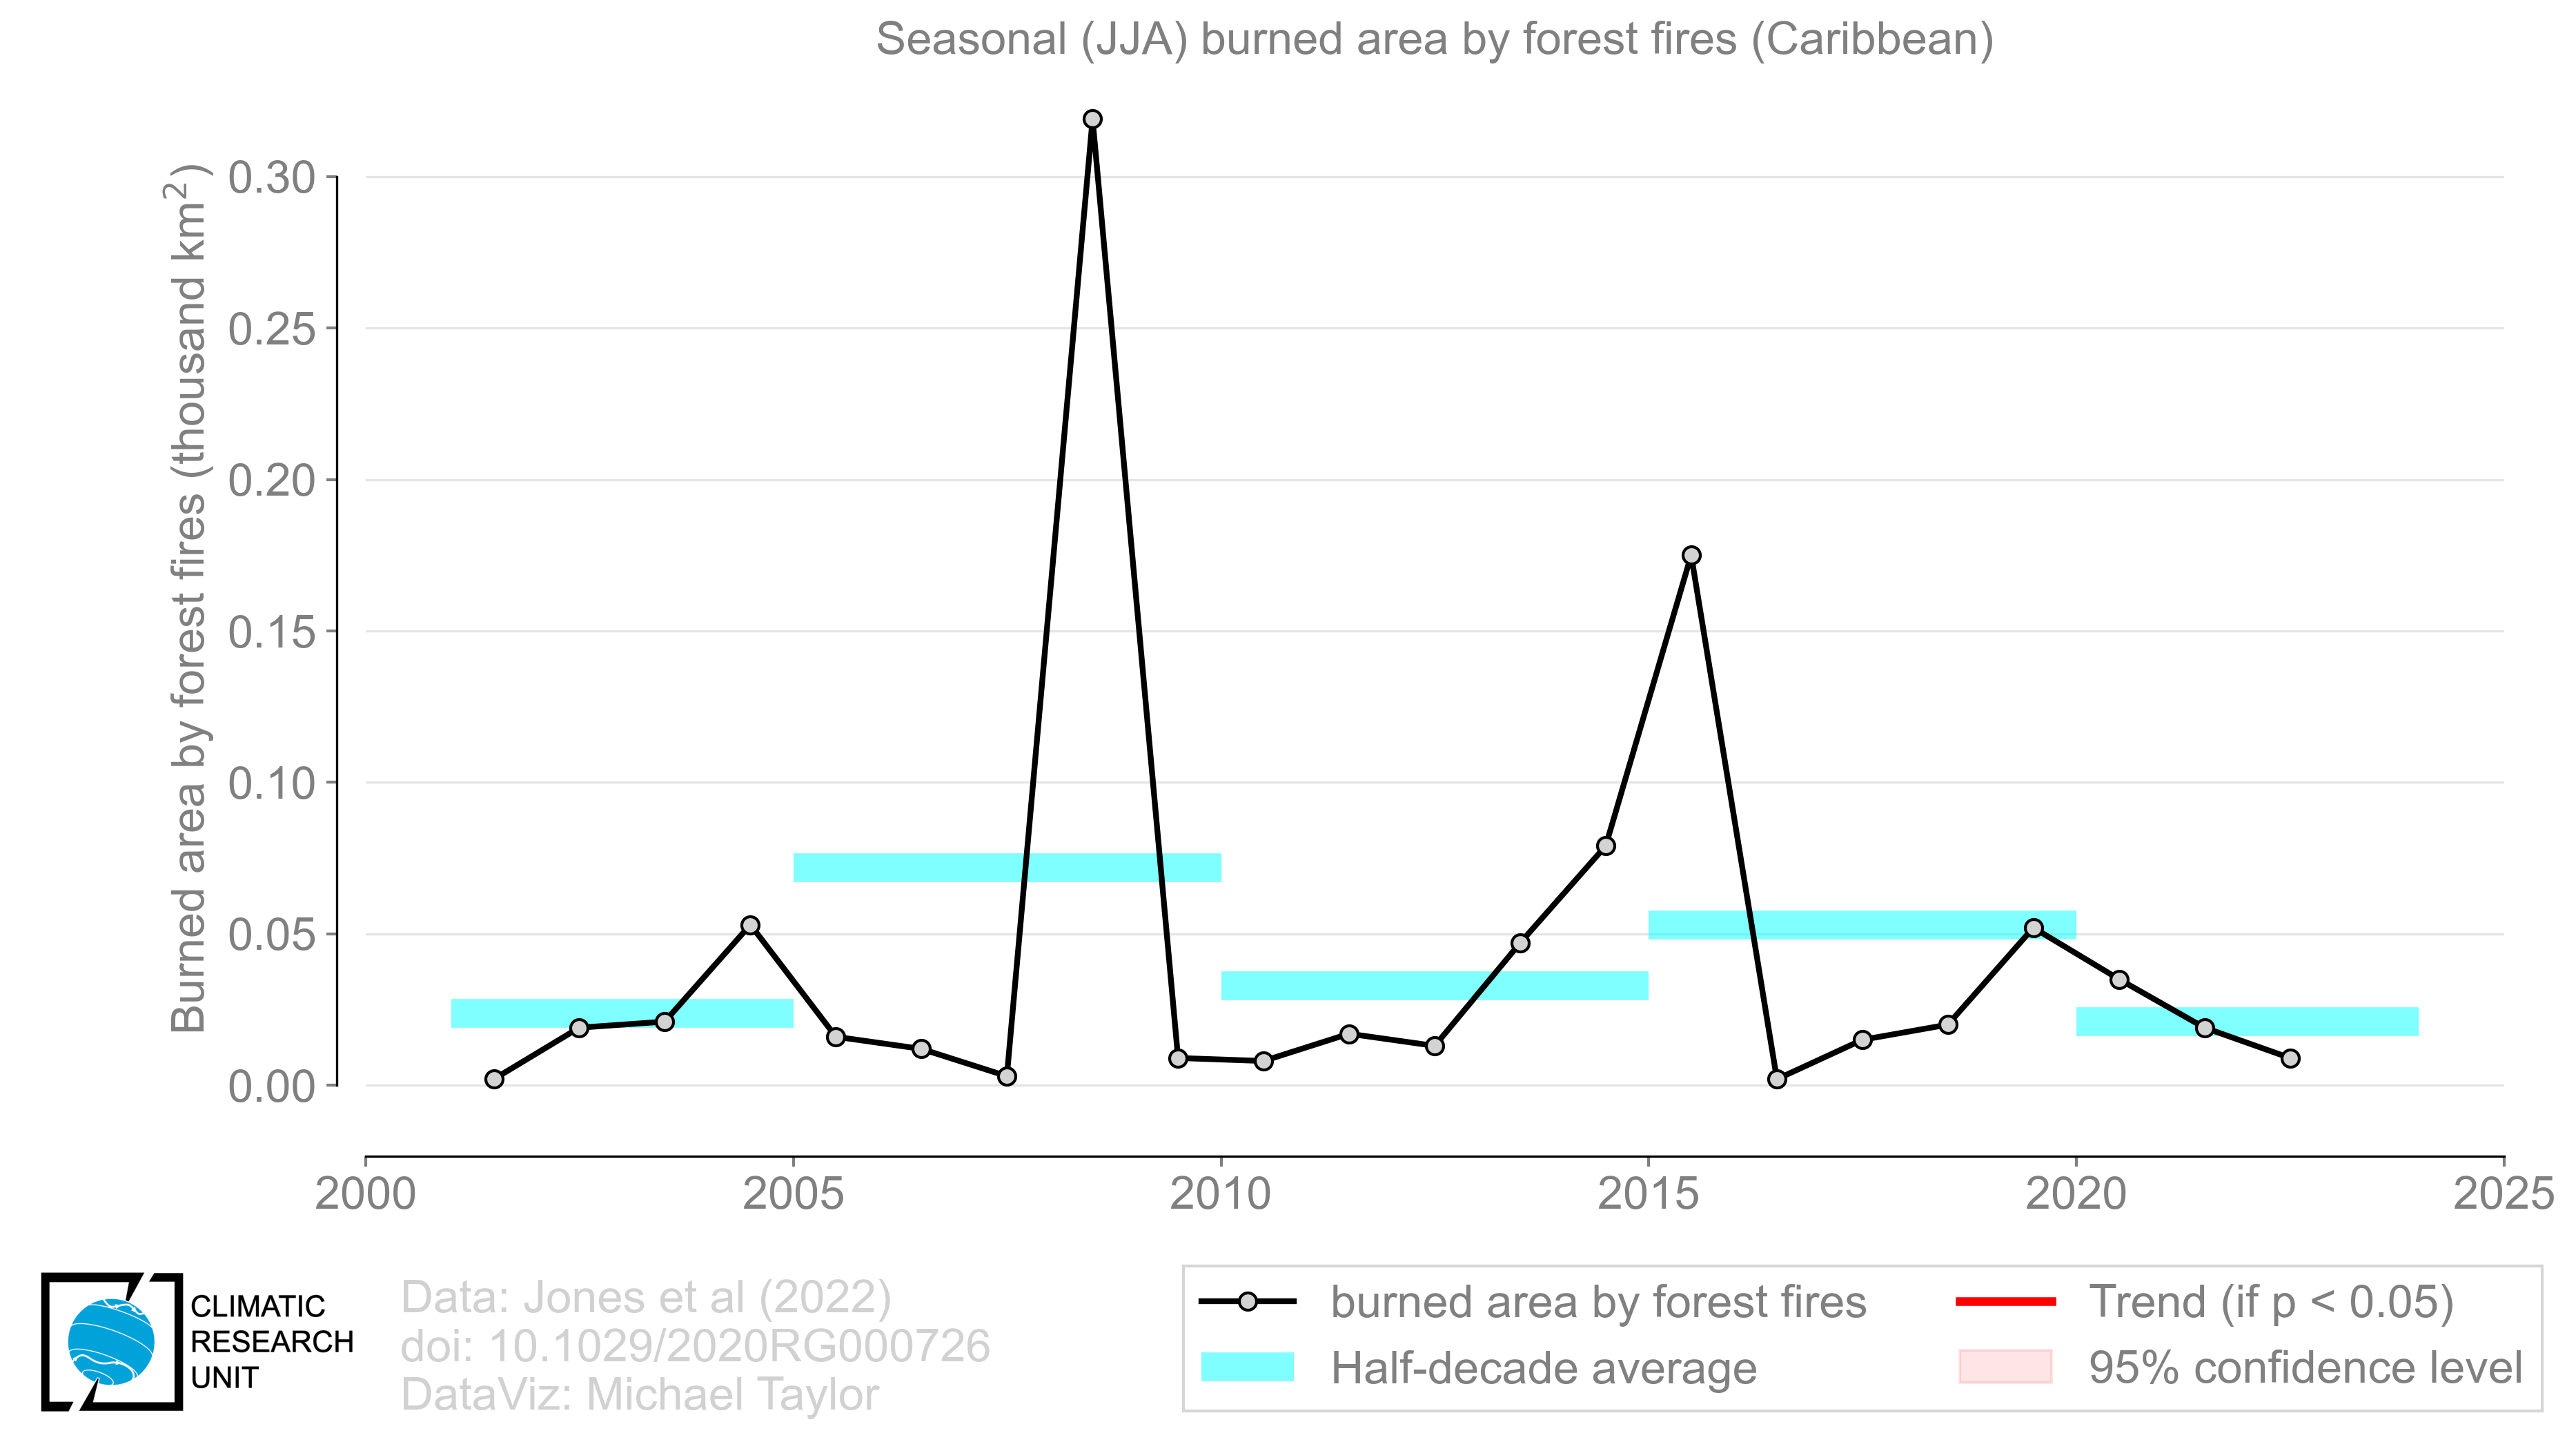 Seasonal (JJA) burned area by forest fires (Caribbean)
Burned area by forest fires (thousand km²)
0.30
0.25
0.20
0.15
0.10
0.05
0.00
2000 2005 2010 2015 2020 2025
CLIMATIC
RESEARCH
UNIT
Data: Jones et al (2022)
doi: 10.1029/2020RG000726
DataViz: Michael Taylor
burned area by forest fires
Half-decade average
Trend (if p < 0.05)
95% confidence level